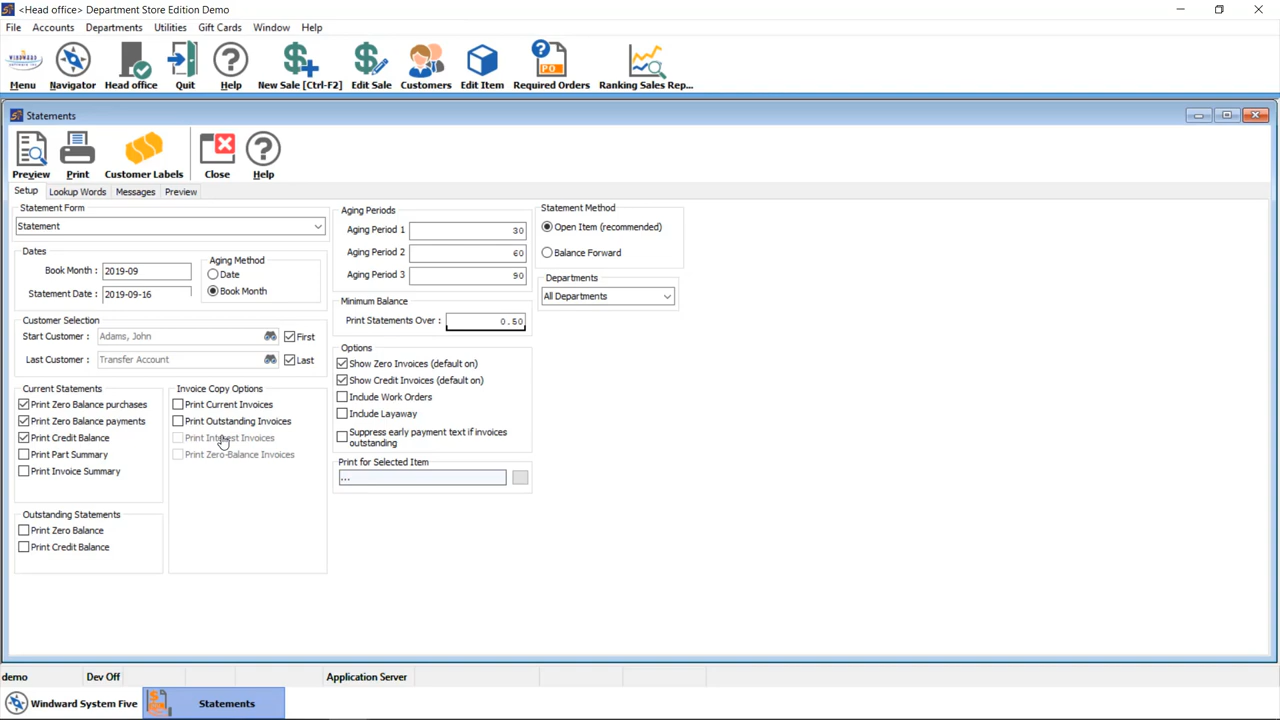 <Head office> Department Store Edition Demo
File Accounts Departments Utilities Gift Cards Window Help
WINDWARD
Menu Navigator Head office Quit Help New Sale [Ctrl-F2] Edit Sale Customers Edit Item Required Orders Ranking Sales Rep...
PO
Statements
Preview Print Customer Labels Close Help
Setup Lookup Words Messages Preview
Statement Form
Statement
Dates
Book Month : 2019-09
Statement Date : 2019-09-16
Aging Method
Date
Book Month
Customer Selection
Start Customer : Adams, John First
Last Customer : Transfer Account Last
Current Statements
Print Zero Balance purchases
Print Zero Balance payments
Print Credit Balance
Print Part Summary
Print Invoice Summary
Outstanding Statements
Print Zero Balance
Print Credit Balance
Invoice Copy Options
Print Current Invoices
Print Outstanding Invoices
Print Interest Invoices
Print Zero-Balance Invoices
Aging Periods
Aging Period 1 30
Aging Period 2 60
Aging Period 3 90
Minimum Balance
Print Statements Over : 0.50
Options
Show Zero Invoices (default on)
Show Credit Invoices (default on)
Include Work Orders
Include Layaway
Suppress early payment text if invoices
outstanding
Print for Selected Item
...
Statement Method
Open Item (recommended)
Balance Forward
Departments
All Departments
demo Dev Off Application Server
Windward System Five Statements